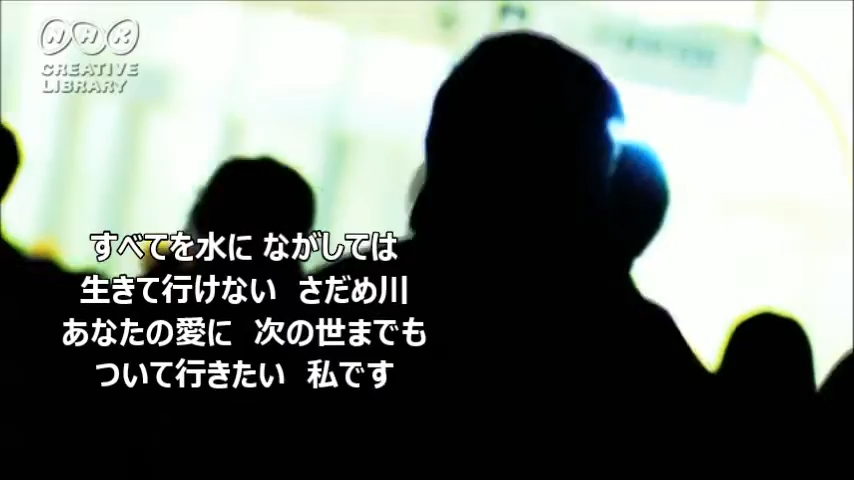 NHK
CREATIVE
LIBRARY
すべてを水に ながしては
生きて行けない さだめ川
あなたの愛に 次の世までも
ついて行きたい 私です